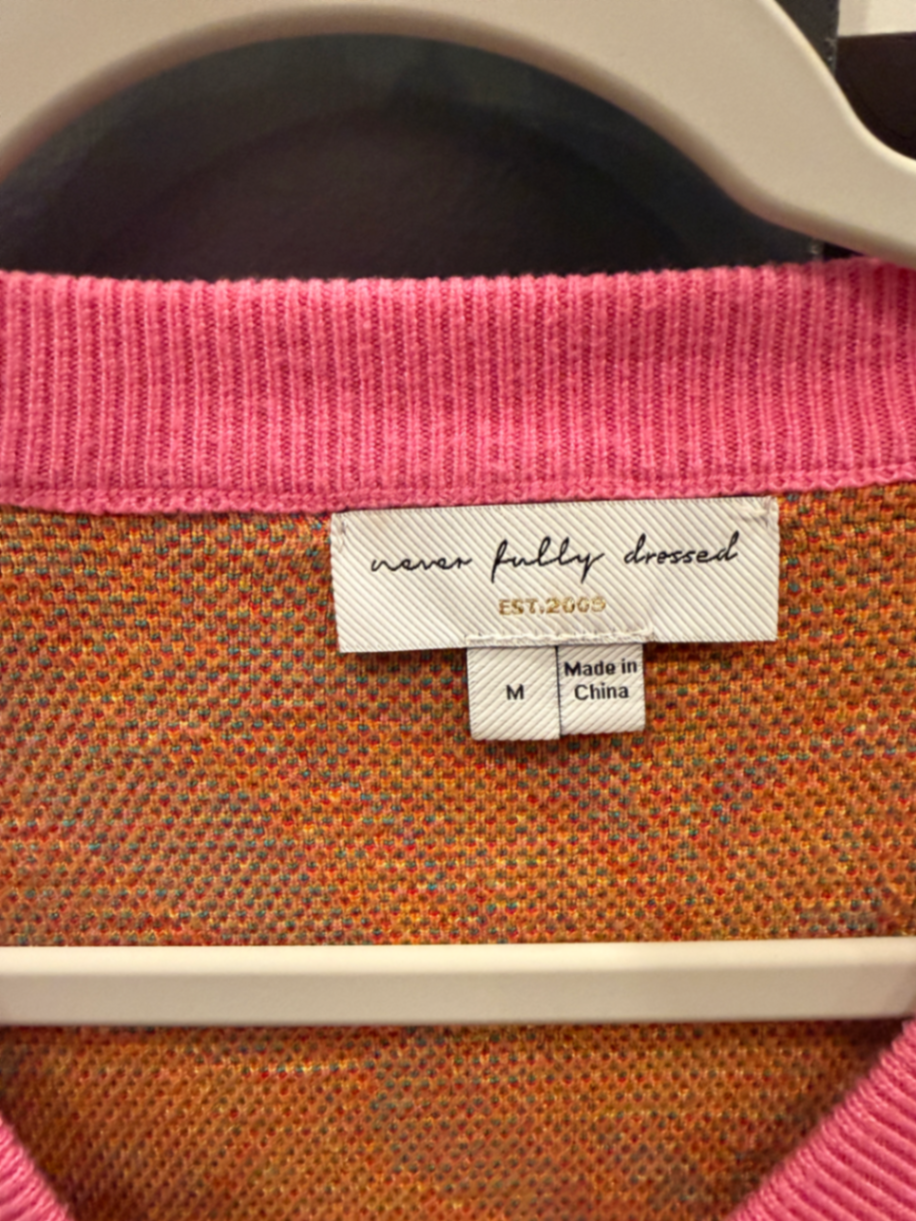 never fully dressed
EST.2009
M
Made in
China